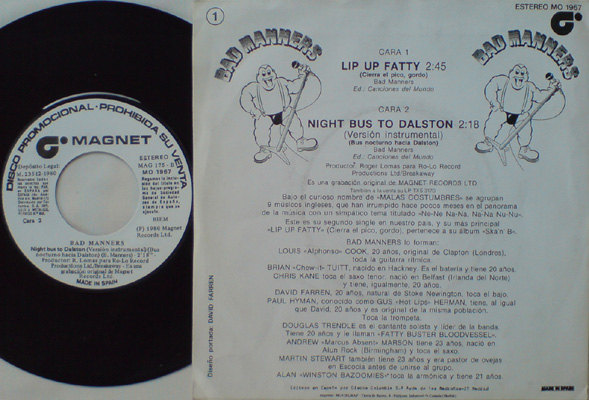 DISCO PROMOCIONAL - PROHIBIDA SU VENTA
MAGNET
Depósito Legal:
ESTEREO
MAG 172
MO 1967
BIEM
(P) 1980 Magnet
Records Ltd.
Cara 2
BAD MANNERS
Night bus to Dalston (Versión instrumental) (Bus
nocturno hacia Dalston) (B. Manners) 2'18"
Productor: R. Lomas para Ro-Lo Record
Productions Ltd./Breakaway - Es una
grabación original de Magnet
Records Ltd.
MADE IN SPAIN
Diseño portada: DAVID FARREN
1
ESTEREO MO 1967
BAD MANNERS
BAD MANNERS
CARA 1
LIP UP FATTY 2:45
(Cierra el pico, gordo)
Bad Manners
Ed.: Canciones del Mundo
CARA 2
NIGHT BUS TO DALSTON 2:18
(Versión instrumental)
(Bus nocturno hacia Dalston)
Bad Manners
Ed.: Canciones del Mundo
Productor: Roger Lomas para Ro-Lo Record
Productions Ltd/Breakaway
Es una grabación original de MAGNET RECORDS LTD.
Bajo el curioso nombre de «MALAS COSTUMBRES» se agrupan
9 músicos ingleses, que han irrumpido hace pocos meses en el panorama
de la música con un simpático tema titulado «Ne-Ne Na-Na, Na-Na Nu-Nu».
Este es su segundo single en nuestro país, y su más principal
«LIP UP FATTY» (Cierra el pico, gordo), pertenece a su álbum «Ska'n B».
BAD MANNERS lo forman:
LOUIS «Alphonso» COOK, 20 años, original de Clapton (Londres),
toca la guitarra rítmica.
BRIAN «Chew-it» TUITT, nacido en Hackney. Es el batería y tiene 20 años.
CHRIS KANE toca el saxo tenor, nació en Belfast (Irlanda del Norte)
y tiene, igualmente, 20 años.
DAVID FARREN, 20 años, natural de Stoke Newington, toca el bajo.
PAUL HYMAN, conocido como GUS «Hot Lips» HERMAN, tiene, al igual
que David, 20 años y es original de la misma población.
Toca la trompeta.
DOUGLAS TRENDLE es el cantante solista y líder de la banda.
Tiene 20 años y le llaman «FATTY BUSTER BLOODVESSEL».
ANDREW «Marcus Absent» MARSON tiene 23 años, nació en
Alun Rock (Birmingham) y toca el saxo.
MARTIN STEWART también tiene 23 años y era pastor de ovejas
en Escocia antes de unirse al grupo.
ALAN «WINSTON BAZOOMIES» toca la armónica y tiene 21 años.
MADE IN SPAIN